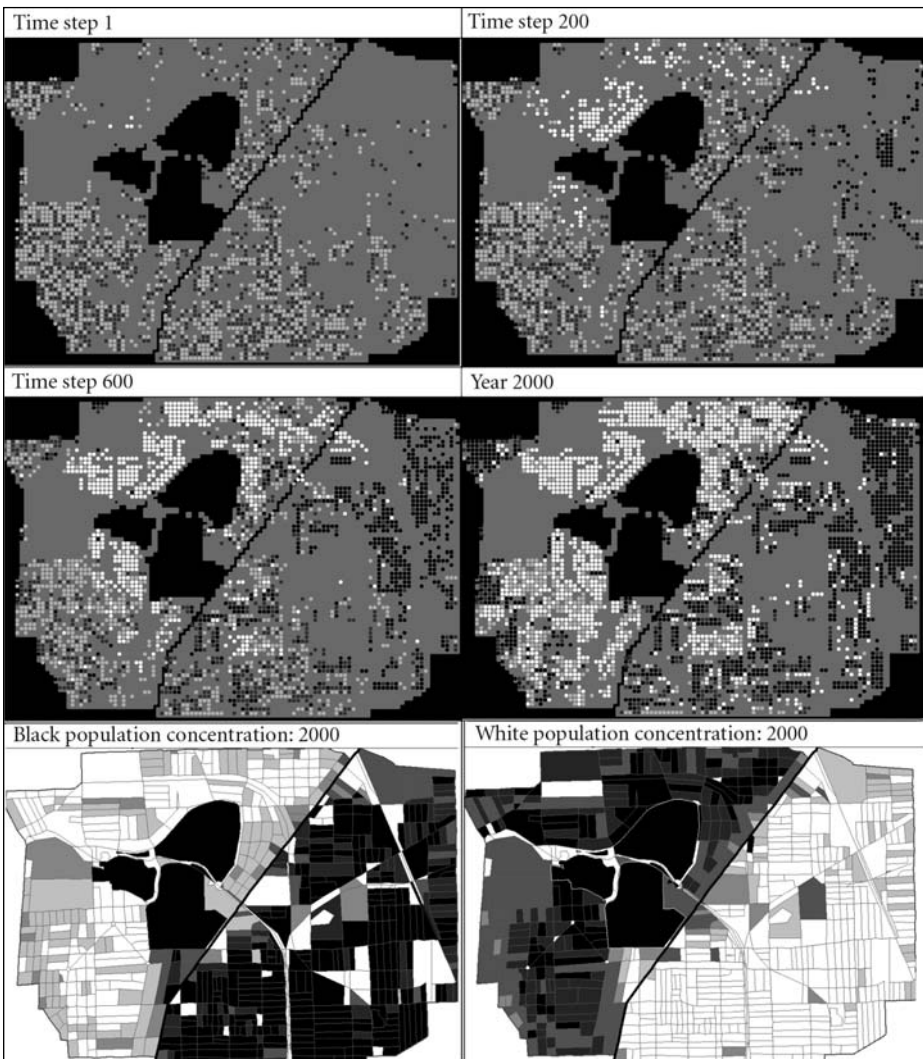 Time step 1
Time step 200
Time step 600
Year 2000
Black population concentration: 2000
White population concentration: 2000